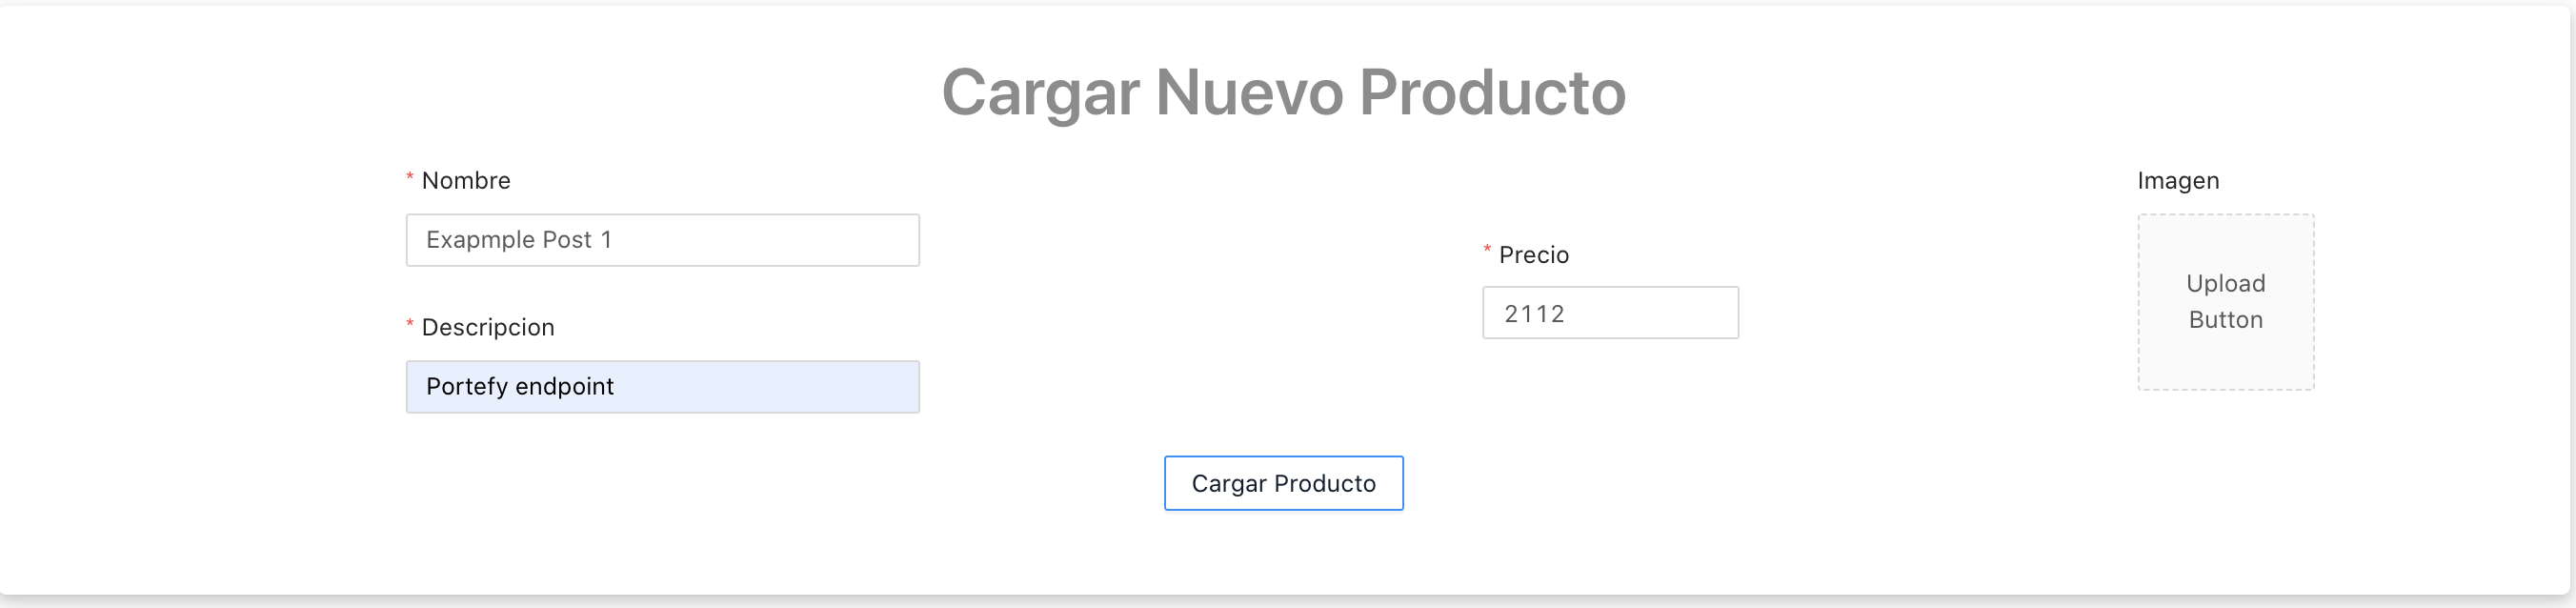 Cargar Nuevo Producto
* Nombre
Exapmple Post 1
* Descripcion
Portefy endpoint
* Precio
2112
Imagen
Upload
Button
Cargar Producto